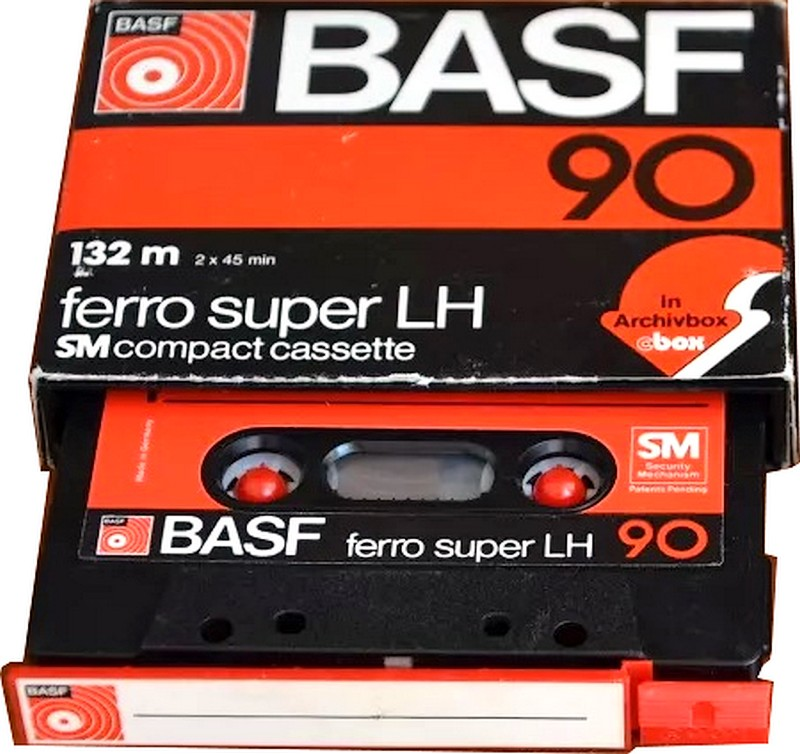 BASF
BASF
90
132 m 2 x 45 min
ferro super LH
SM compact cassette
in
Archivbox
cbox
Made in Germany
SM
Security
Mechanism
Patents Pending
BASF
BASF ferro super LH 90
BASF